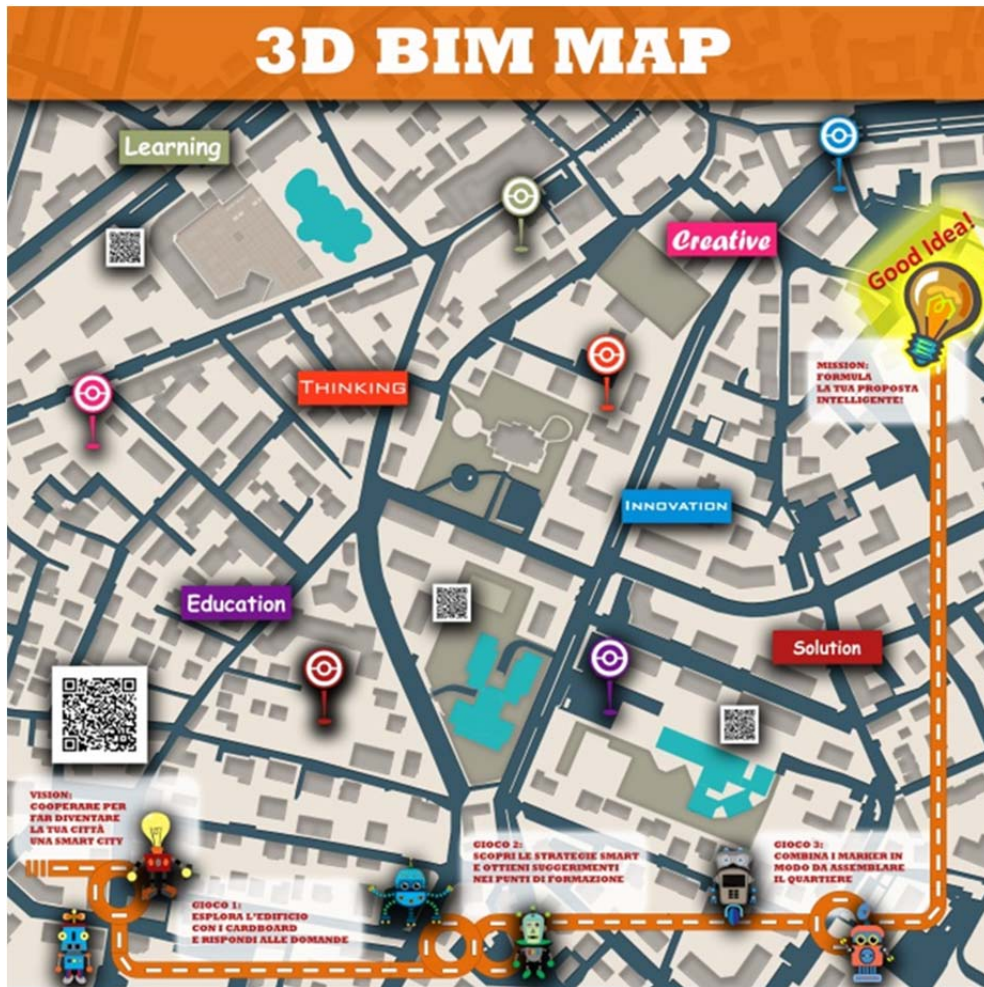 3D BIM MAP
Learning
Creative
Good Idea!
MISSION:
FORMULA
LA TUA PROPOSTA
INTELLIGENTE!
THINKING
INNOVATION
Education
Solution
VISION:
COOPERARE PER
FAR DIVENTARE
LA TUA CITTÀ
UNA SMART CITY
GIOCO 1:
ESPLORA L'EDIFICIO
CON I CARDBOARD
E RISPONDI ALLE DOMANDE
GIOCO 2:
SCOPRI LE STRATEGIE SMART
E OTTIENI SUGGERIMENTI
NEI PUNTI DI FORMAZIONE
GIOCO 3:
COMBINA I MARKER IN
MODO DA ASSEMBLARE
IL QUARTIERE